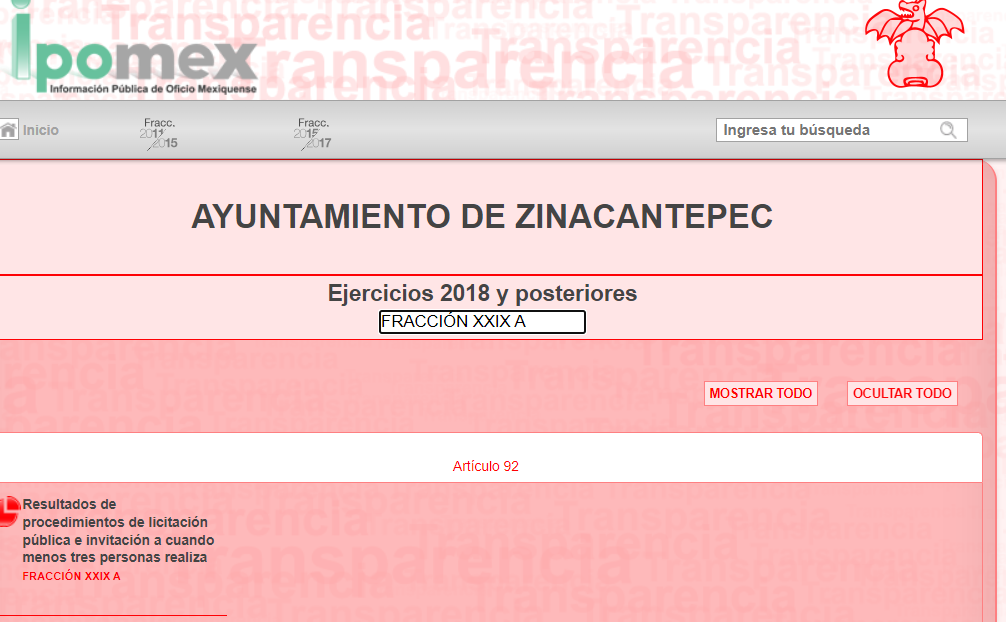 ipomex
Información Pública de Oficio Mexiquense
Inicio
Fracc.
2011
2015
Fracc.
2015
2017
Ingresa tu búsqueda
AYUNTAMIENTO DE ZINACANTEPEC
Ejercicios 2018 y posteriores
FRACCIÓN XXIX A
MOSTRAR TODO
OCULTAR TODO
Artículo 92
Resultados de
procedimientos de licitación
pública e invitación a cuando
menos tres personas realiza
FRACCIÓN XXIX A